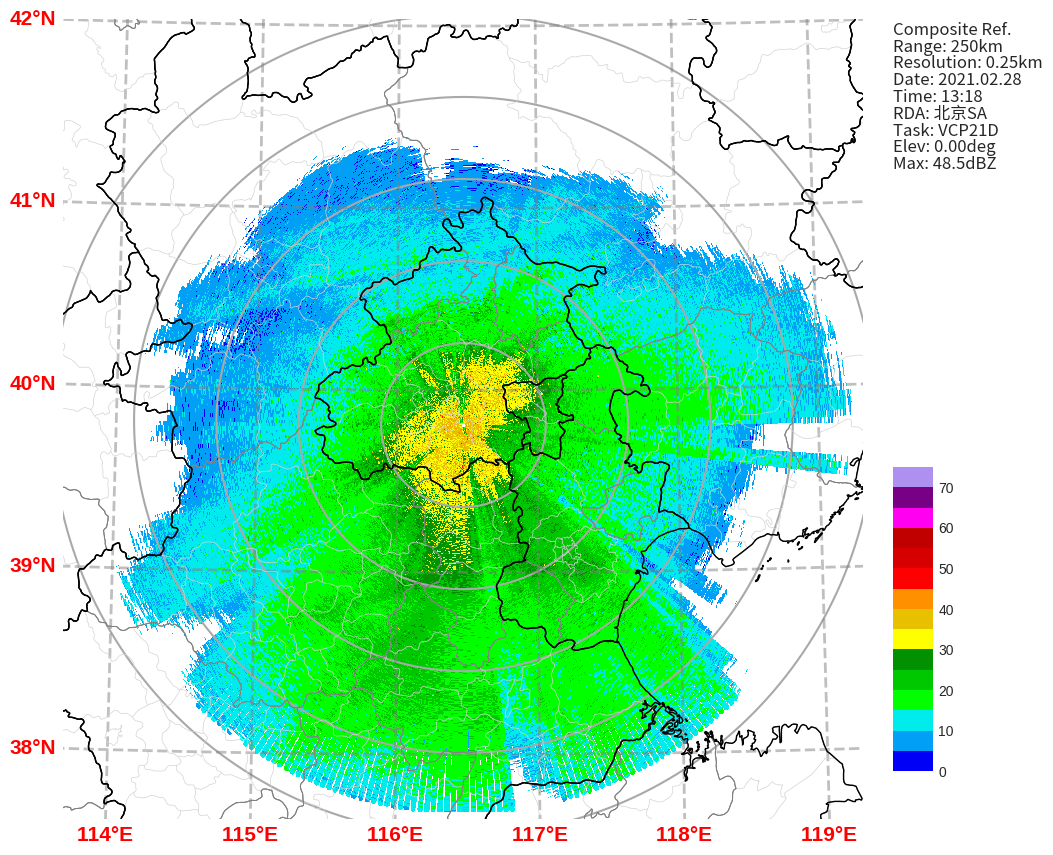 42°N
41°N
40°N
39°N
38°N
114°E
115°E
116°E
117°E
118°E
119°E
Composite Ref.
Range: 250km
Resolution: 0.25km
Date: 2021.02.28
Time: 13:18
RDA: 北京SA
Task: VCP21D
Elev: 0.00deg
Max: 48.5dBZ
70
60
50
40
30
20
10
0